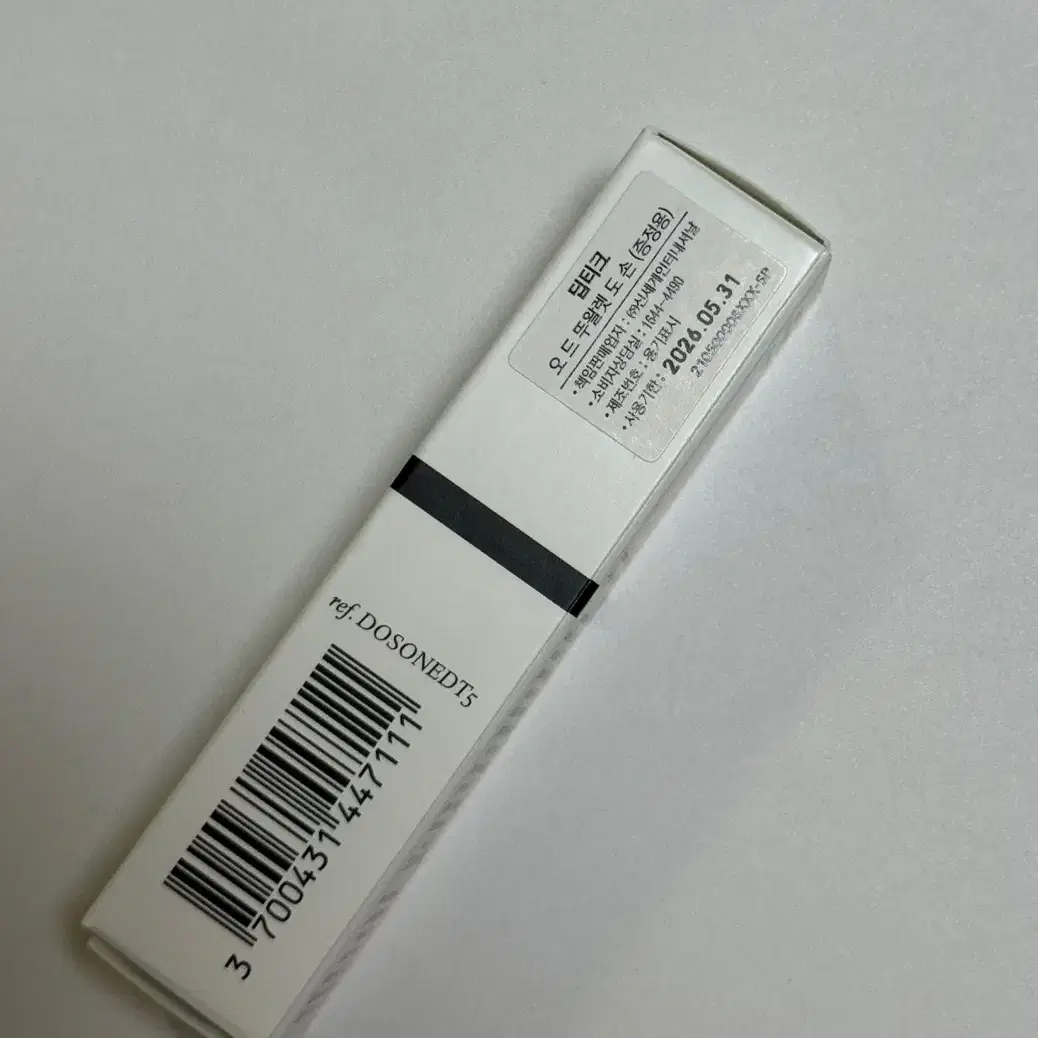 딥티크
오 드 뚜왈렛 도 손 (증정용)
• 책임판매업자 : ㈜신세계인터내셔날
• 소비자상담실 : 1644-4490
• 제조번호 : 용기표시
• 사용기한 : 2026.05.31
ref. DOSONEDT5
3 700431 447111